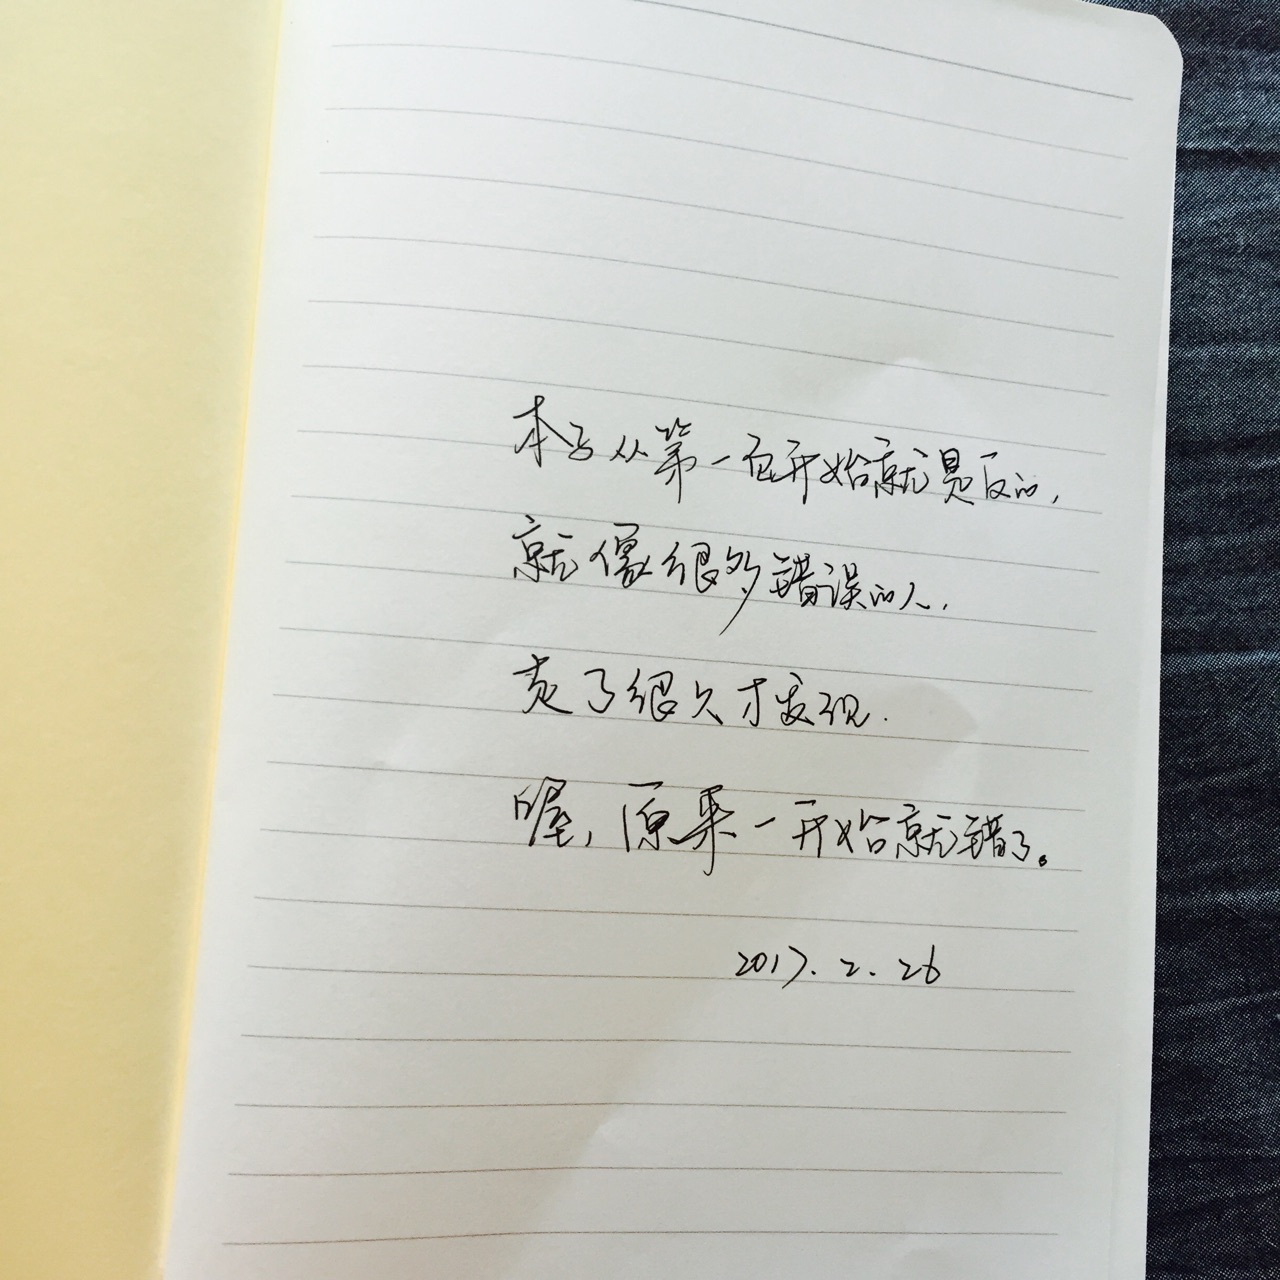 本子从第一页开始就是反的，
就像很多错误的人，
走了很久才发现.
喔，原来一开始就错了。
2017.2.26